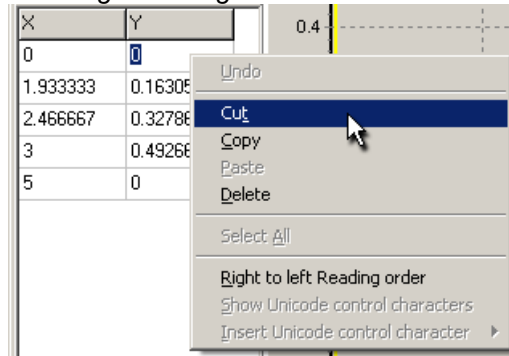 X Y
0 0
1.933333 0.16305
2.466667 0.32786
3 0.49266
5 0
0.4
Undo
Cut
Copy
Paste
Delete
Select All
Right to left Reading order
Show Unicode control characters
Insert Unicode control character